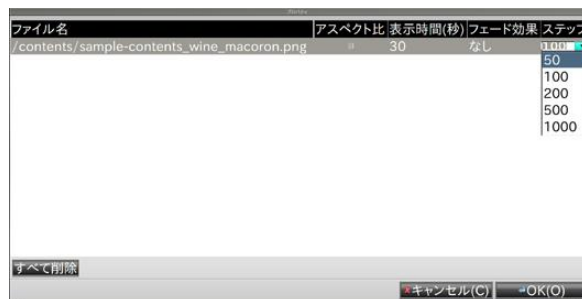 ファイル名 アスペクト比 表示時間(秒) フェード効果 ステップ
/contents/sample-contents_wine_macoron.png 30 なし 100
50
100
200
500
1000
すべて削除
キャンセル(C) OK(O)